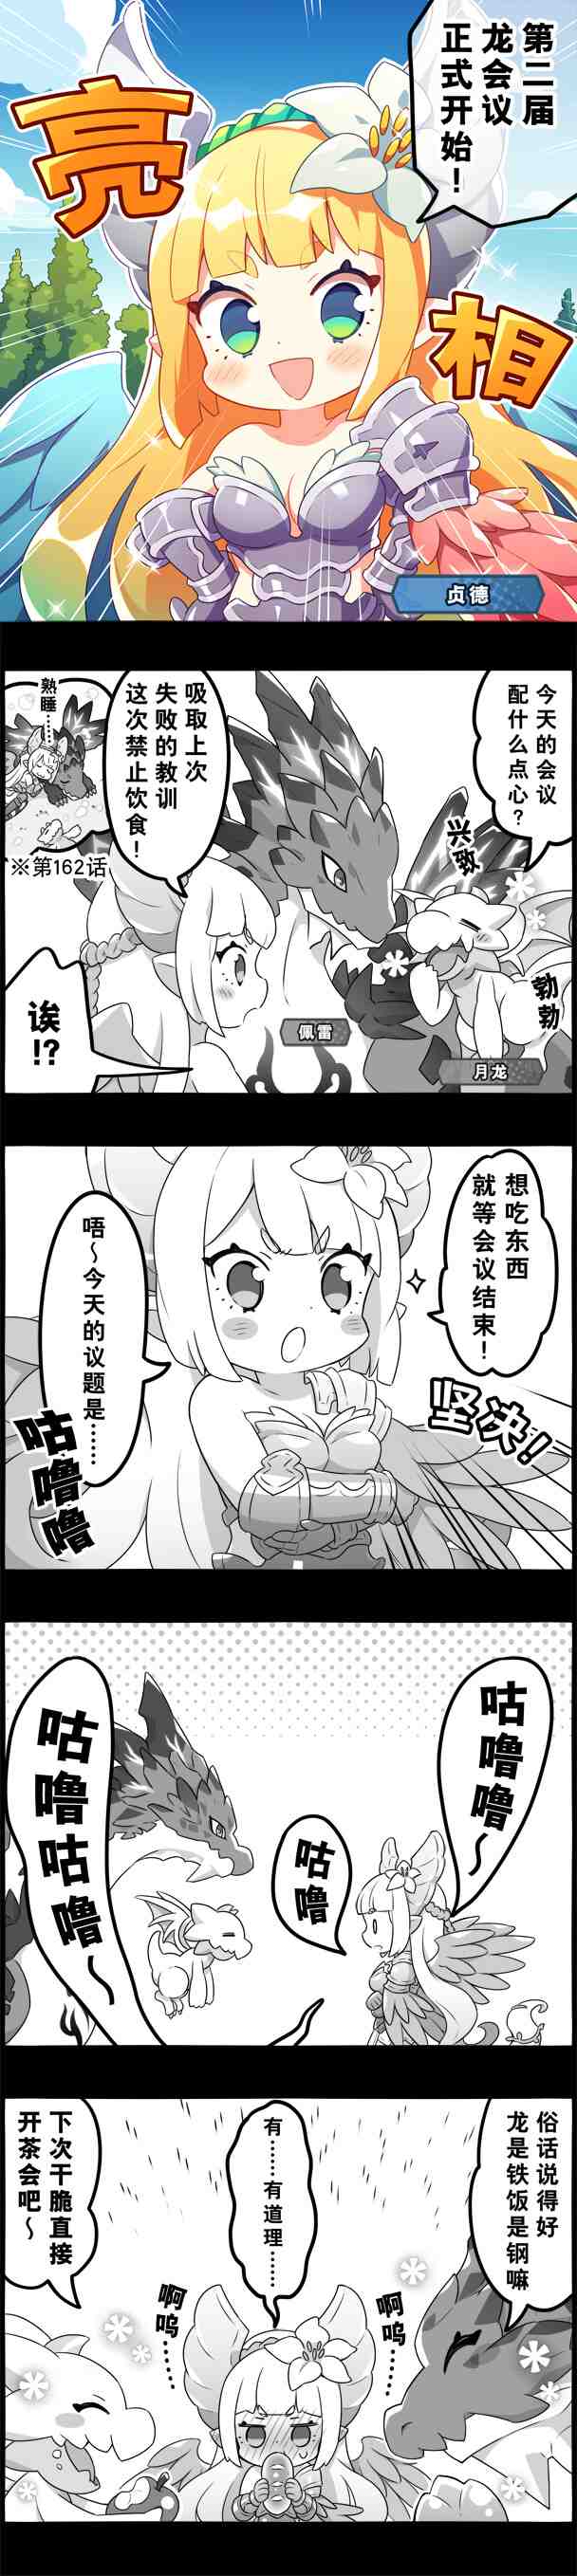 第二届
龙会议
正式开始！
亮
相
贞德
今天的会议
配什么点心？
兴致
勃勃
月龙
佩雷
吸取上次
失败的教训
这次禁止饮食！
熟睡……
※第162话
诶!?
想吃东西
就等会议结束！
坚决！
唔～今天的议题是……
咕噜噜
咕噜噜～
咕噜
咕噜咕噜～
俗话说得好
龙是铁饭是钢嘛
有……有道理……
啊呜……
啊呜……
下次干脆直接
开茶会吧～